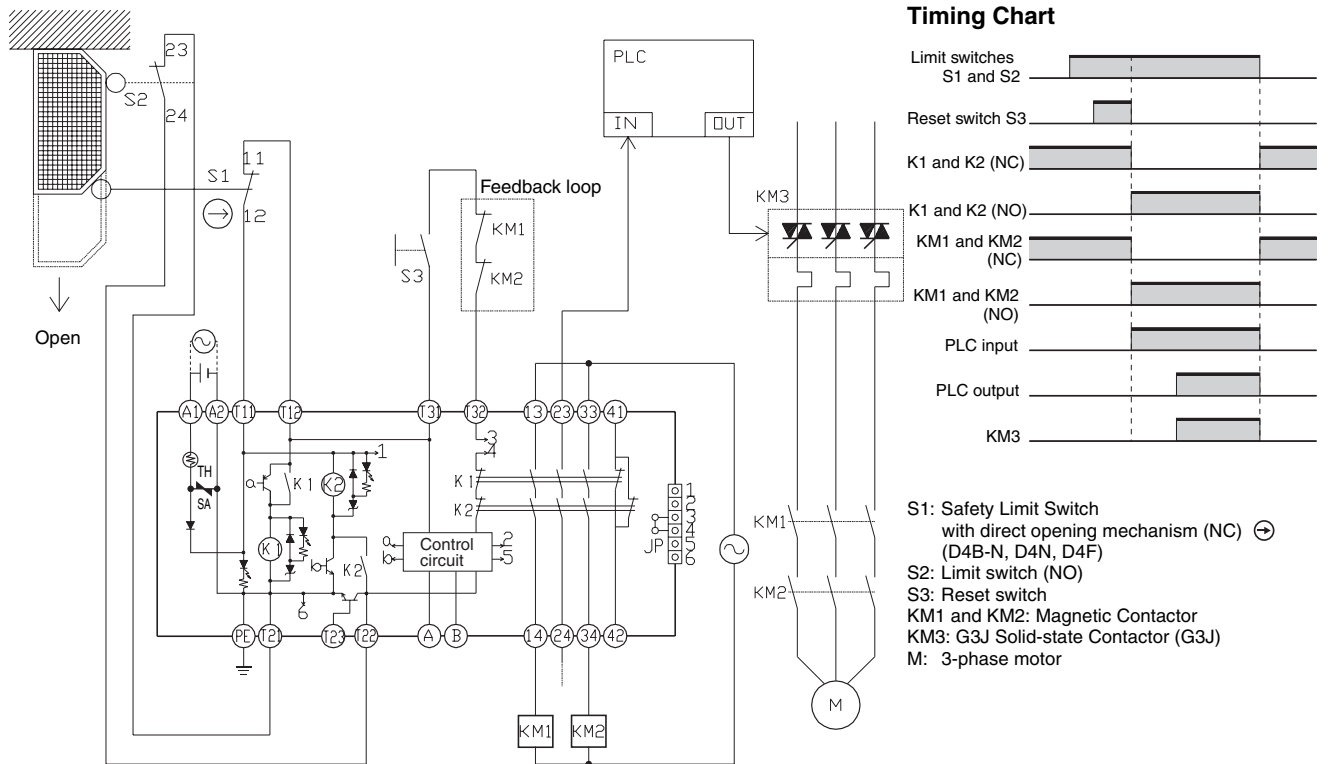 Timing Chart
Limit switches
S1 and S2
Reset switch S3
K1 and K2 (NC)
K1 and K2 (NO)
KM1 and KM2
(NC)
KM1 and KM2
(NO)
PLC input
PLC output
KM3
23
S2
24
11
S1
12
Open
Feedback loop
KM1
KM2
S3
PLC
IN
OUT
KM3
A1
A2
T11
T12
T31
T32
13
23
33
41
TH
SA
a
K1
K2
1
3
4
K1
K2
K1
b
K2
6
a
b
Control
circuit
2
5
JP
1
2
3
4
5
6
PE
T21
T23
T22
A
B
14
24
34
42
KM1
KM2
KM1
KM2
M
S1: Safety Limit Switch
with direct opening mechanism (NC)
(D4B-N, D4N, D4F)
S2: Limit switch (NO)
S3: Reset switch
KM1 and KM2: Magnetic Contactor
KM3: G3J Solid-state Contactor (G3J)
M: 3-phase motor